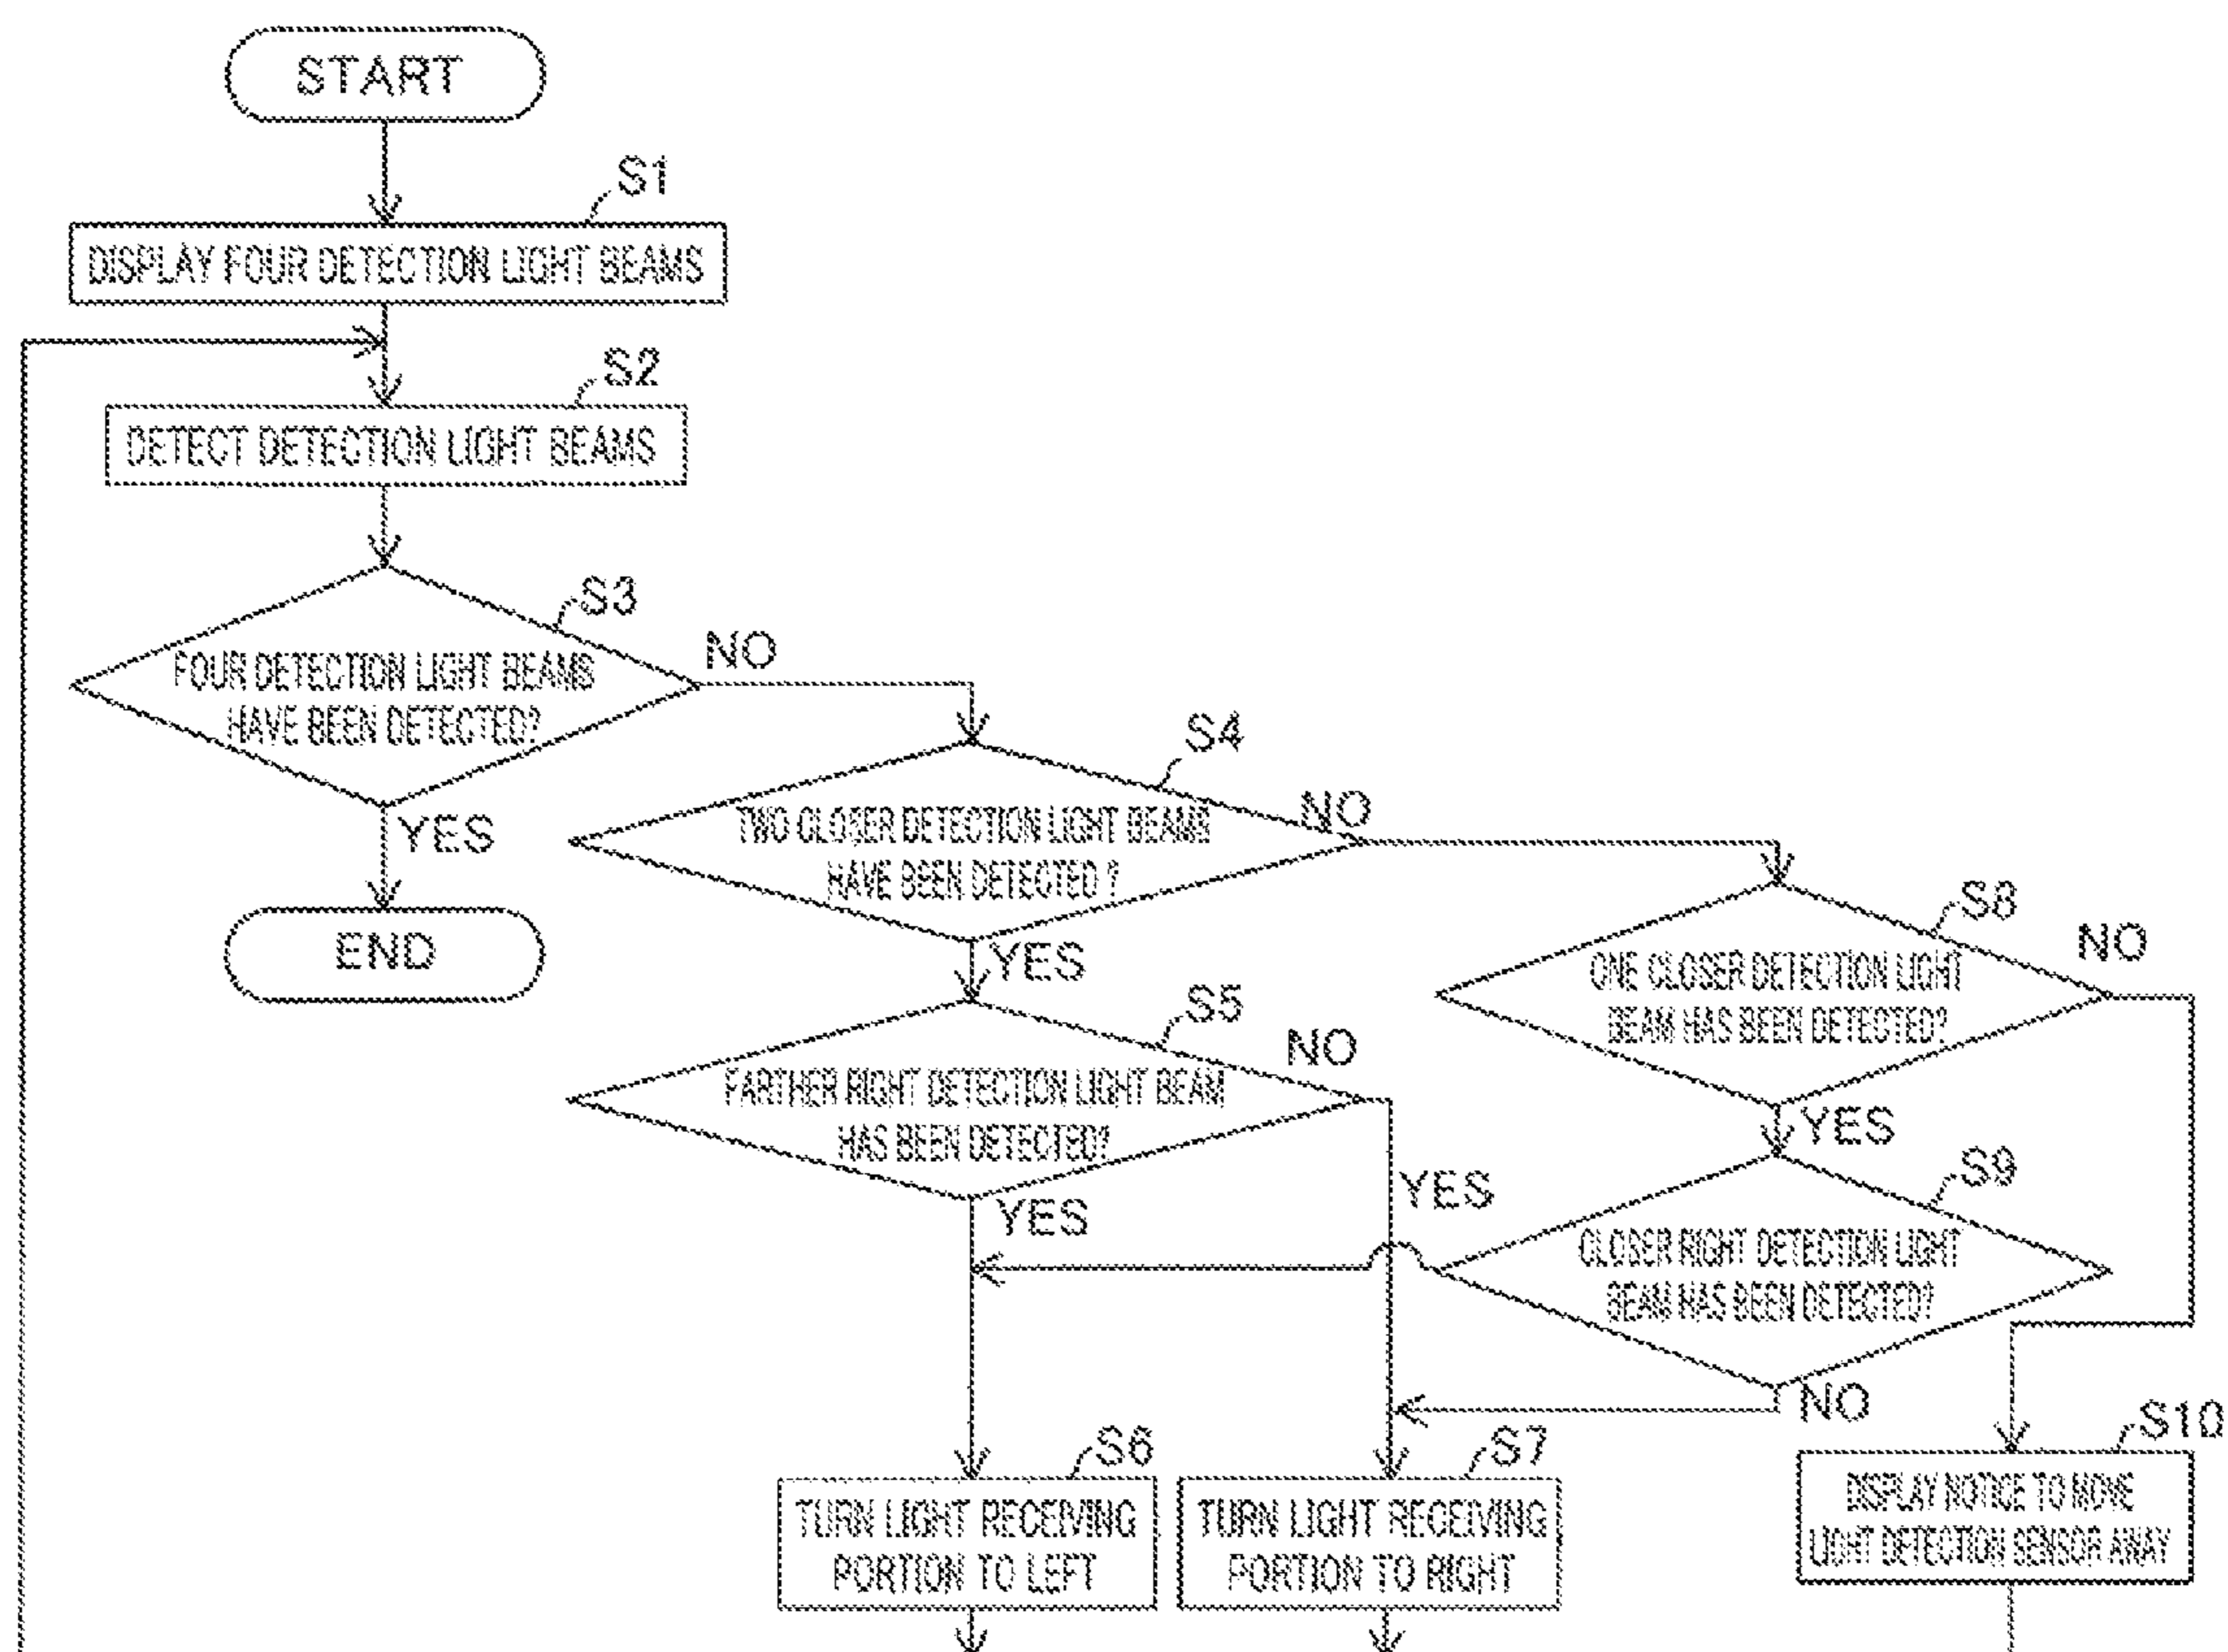 START
S1
DISPLAY FOUR DETECTION LIGHT BEAMS
S2
DETECT DETECTION LIGHT BEAMS
S3
FOUR DETECTION LIGHT BEAMS
HAVE BEEN DETECTED?
NO
YES
END
S4
TWO CLOSER DETECTION LIGHT BEAMS
HAVE BEEN DETECTED ?
NO
YES
S5
FARTHER RIGHT DETECTION LIGHT BEAM
HAS BEEN DETECTED?
NO
YES
S8
ONE CLOSER DETECTION LIGHT
BEAM HAS BEEN DETECTED?
NO
YES
S9
CLOSER RIGHT DETECTION LIGHT
BEAM HAS BEEN DETECTED?
YES
NO
S6
TURN LIGHT RECEIVING
PORTION TO LEFT
S7
TURN LIGHT RECEIVING
PORTION TO RIGHT
S10
DISPLAY NOTICE TO MOVE
LIGHT DETECTION SENSOR AWAY